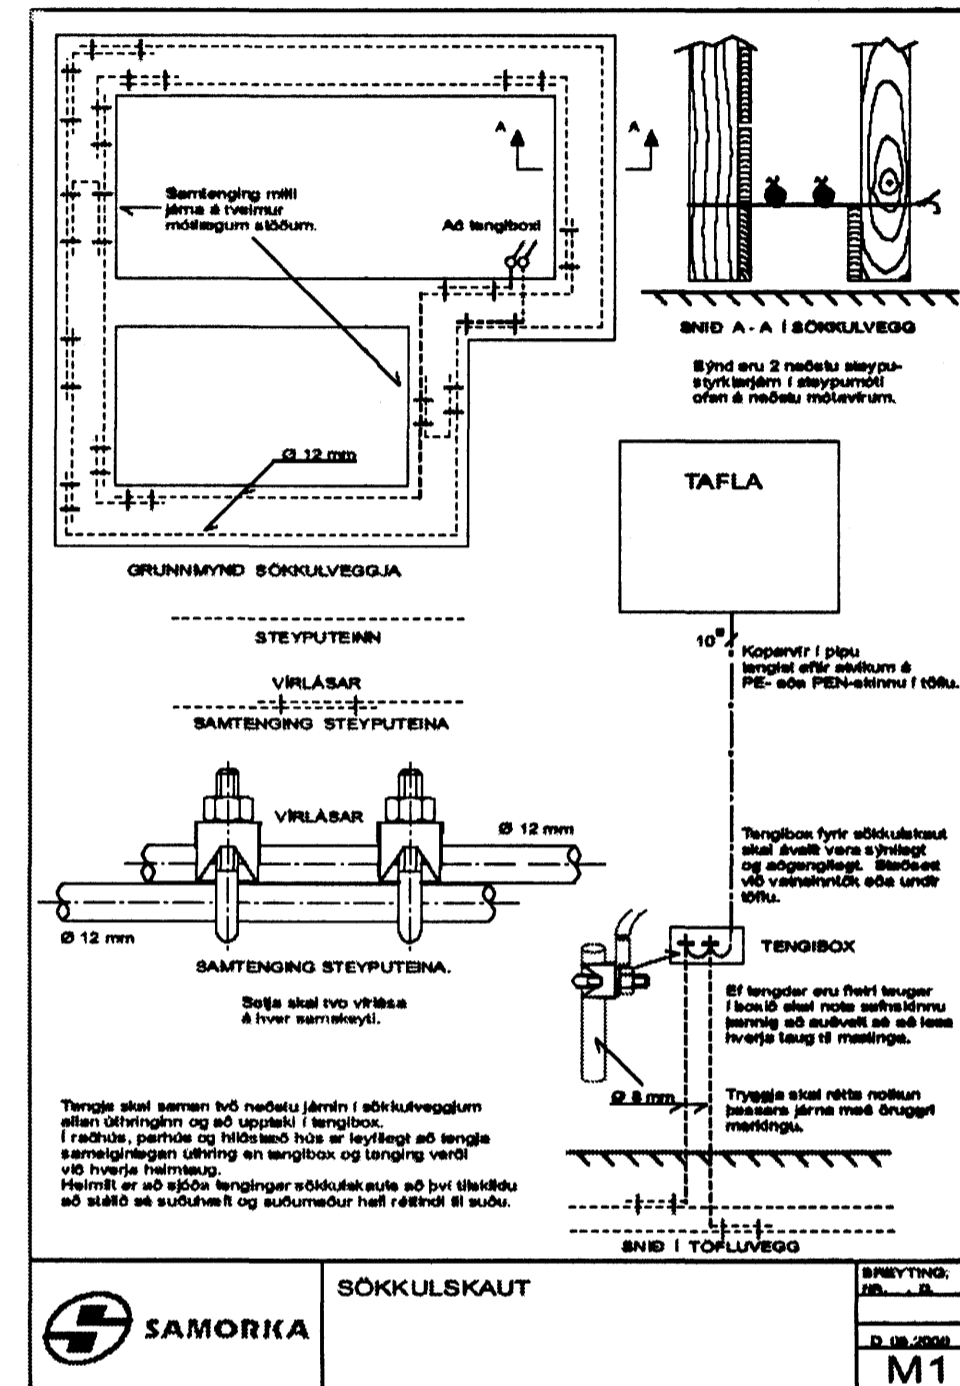 A
A
Samtenging milli
járna á tveimur
mótlægum stöðum.
Að tengiboxi
Ø 12 mm
GRUNNMYND SÖKKULVEGGJA
SNIÐ A - A Í SÖKKULVEGG
Sýnd eru 2 neðstu steypu-
styrktarjárn í steypumóti
ofan á neðstu mótavírum.
STEYPUTEINN
VÍRLÁSAR
SAMTENGING STEYPUTEINA
VÍRLÁSAR
Ø 12 mm
Ø 12 mm
SAMTENGING STEYPUTEINA.
Setja skal tvo vírlása
á hver samskeyti.
TAFLA
10
Koparvír í pípu
tengist eftir atvikum á
PE- eða PEN-skinnu í töflu.
Tengibox fyrir sökkulskaut
skal ávallt vera sýnilegt
og aðgengilegt. Staðsett
við vatnsinntök eða undir
töflu.
TENGIBOX
Ef tengdar eru fleiri taugar
í boxið skal nota safnskinnu
þannig að auðvelt sé að losa
hverja taug til mælinga.
Ø 8 mm
Tryggja skal rétta notkun
þessara járna með öruggri
merkingu.
SNIÐ Í TÖFLUVEGG
Tengja skal saman tvö neðstu járnin í sökkulveggjum
allan úthringinn og að upptaki í tengibox.
Í raðhús, parhús og hliðstæð hús er leyfilegt að tengja
sameiginlegan úthring en tengibox og tenging verði
við hverja heimtaug.
Heimilt er að sjóða tengingar sökkulskauts að því tilskildu
að stálið sé suðuhæft og suðumaður hafi réttindi til suðu.
SAMORKA
SÖKKULSKAUT
BREYTING;
NR. . D.
D 08.2000
M1